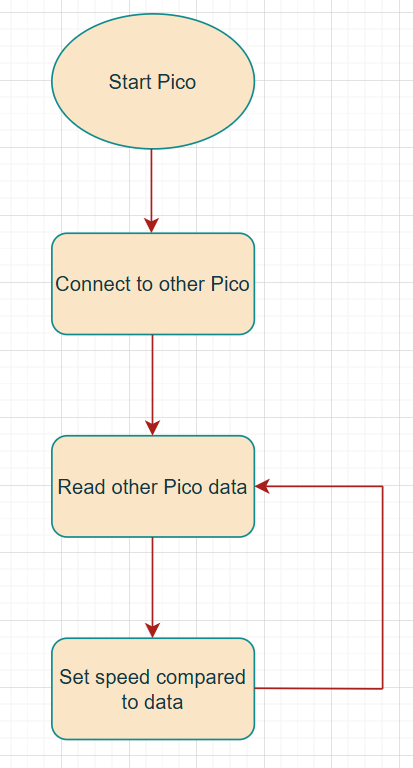 Start Pico
Connect to other Pico
Read other Pico data
Set speed compared
to data